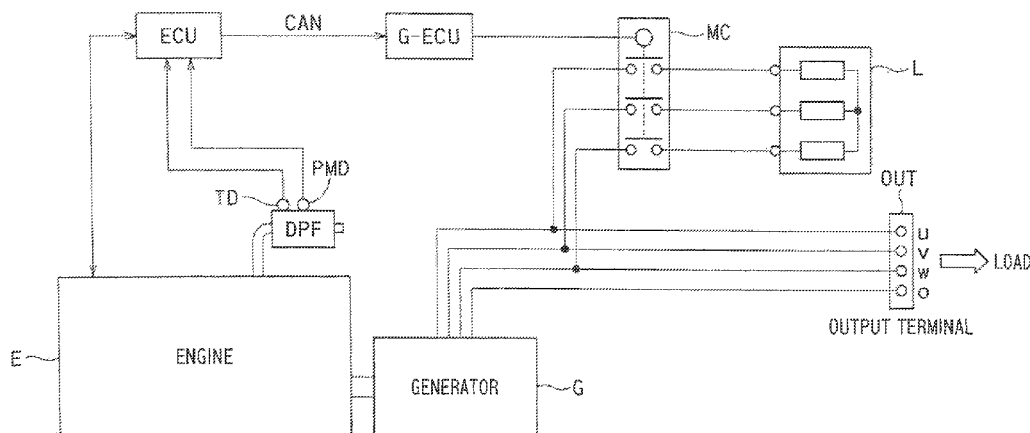 CAN
ECU
G-ECU
MC
L
PMD
TD
DPF
OUT
U
V
W
O
LOAD
OUTPUT TERMINAL
E
ENGINE
GENERATOR
G